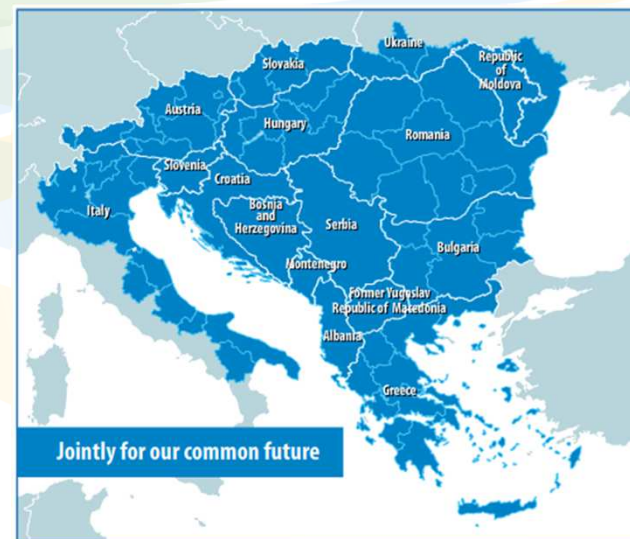 Ukraine
Slovakia
Republic
of
Moldova
Austria
Hungary
Romania
Slovenia
Croatia
Italy
Bosnia
and
Herzegovina
Serbia
Bulgaria
Montenegro
Former Yugoslav
Republic of Macedonia
Albania
Greece
Jointly for our common future